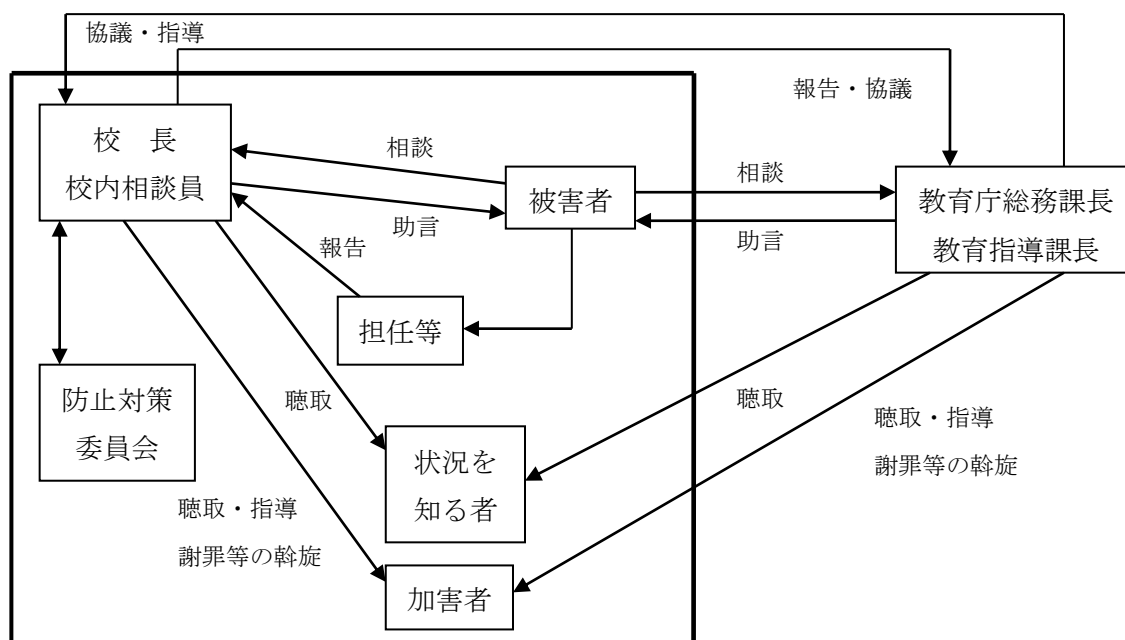 協議・指導
報告・協議
校　長
校内相談員
相談
助言
報告
被害者
相談
助言
教育庁総務課長
教育指導課長
担任等
防止対策
委員会
聴取
聴取
状況を
知る者
聴取・指導
謝罪等の斡旋
聴取・指導
謝罪等の斡旋
加害者